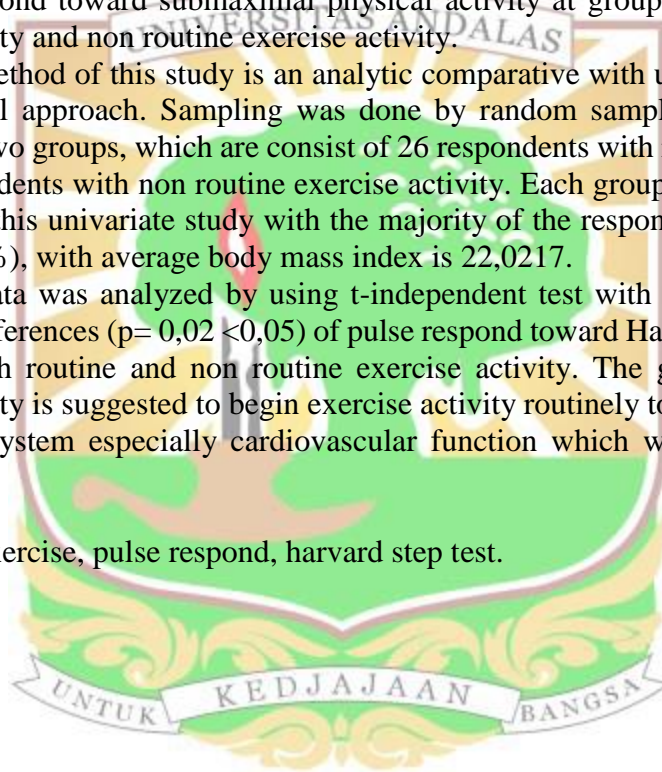 ond toward submaximal physical activity at group
UNIVERSITAS ANDALAS
ty and non routine exercise activity.
ethod of this study is an analytic comparative with u
l approach. Sampling was done by random sampl
wo groups, which are consist of 26 respondents with
dents with non routine exercise activity. Each group
his univariate study with the majority of the respon
%), with average body mass index is 22,0217.
ata was analyzed by using t-independent test with
ferences (p= 0,02 <0,05) of pulse respond toward Ha
h routine and non routine exercise activity. The g
ty is suggested to begin exercise activity routinely to
ystem especially cardiovascular function which w
ercise, pulse respond, harvard step test.
UNTUK KEDJAJAAN BANGSA